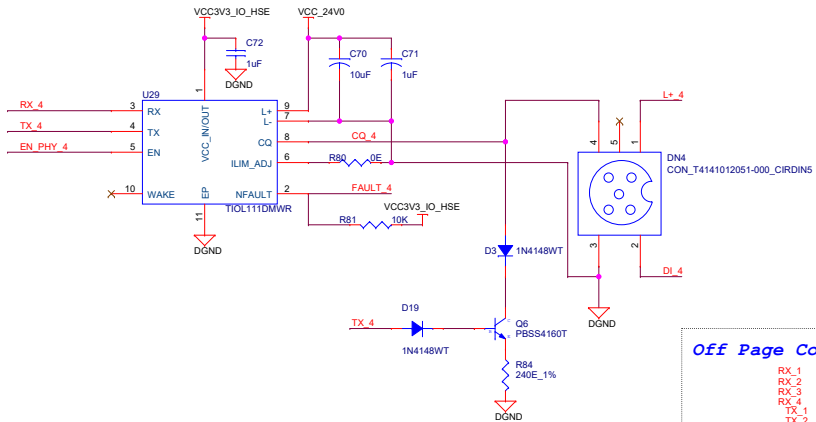 VCC3V3_IO_HSE
VCC_24V0
C72
1uF
DGND
C70
10uF
C71
1uF
U29
RX_4
3
RX
TX_4
4
TX
EN_PHY_4
5
EN
10
WAKE
1
VCC_IN/OUT
EP
11
L+
9
L-
7
CQ
8
CQ_4
ILIM_ADJ
6
R80
0E
NFAULT
2
FAULT_4
TIOL111DMWR
VCC3V3_IO_HSE
R81
10K
DGND
L+_4
4
5
1
DN4
CON_T4141012051-000_CIRDIN5
3
2
DI_4
DGND
D3
1N4148WT
D19
TX_4
1N4148WT
Q6
PBSS4160T
R84
240E_1%
DGND
Off Page Co
RX_1
RX_2
RX_3
RX_4
TX_1
TX_2